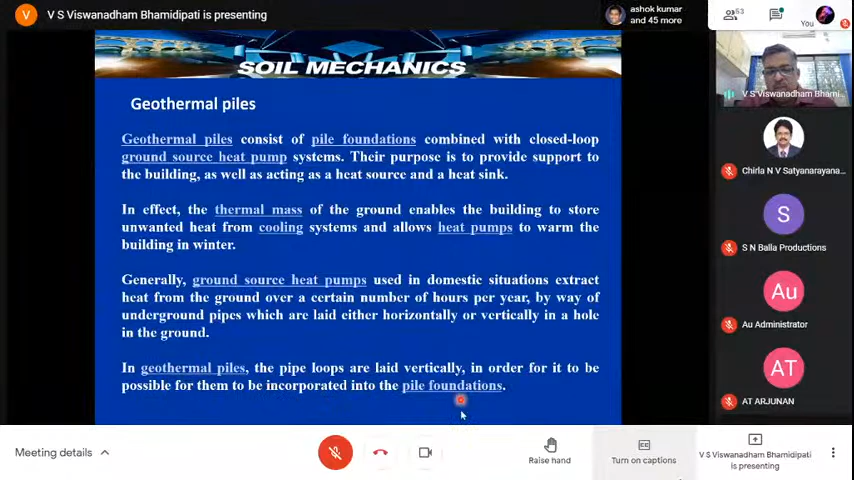 V
V S Viswanadham Bhamidipati is presenting
ashok kumar
and 45 more
53
You
SOIL MECHANICS
Geothermal piles
Geothermal piles consist of pile foundations combined with closed-loop
ground source heat pump systems. Their purpose is to provide support to
the building, as well as acting as a heat source and a heat sink.
In effect, the thermal mass of the ground enables the building to store
unwanted heat from cooling systems and allows heat pumps to warm the
building in winter.
Generally, ground source heat pumps used in domestic situations extract
heat from the ground over a certain number of hours per year, by way of
underground pipes which are laid either horizontally or vertically in a hole
in the ground.
In geothermal piles, the pipe loops are laid vertically, in order for it to be
possible for them to be incorporated into the pile foundations.
V S Viswanadham Bhami...
Chirla N V Satyanarayana...
S
S N Balla Productions
Au
Au Administrator
AT
AT ARJUNAN
Meeting details
Raise hand
Turn on captions
V S Viswanadham Bhamidipati
is presenting